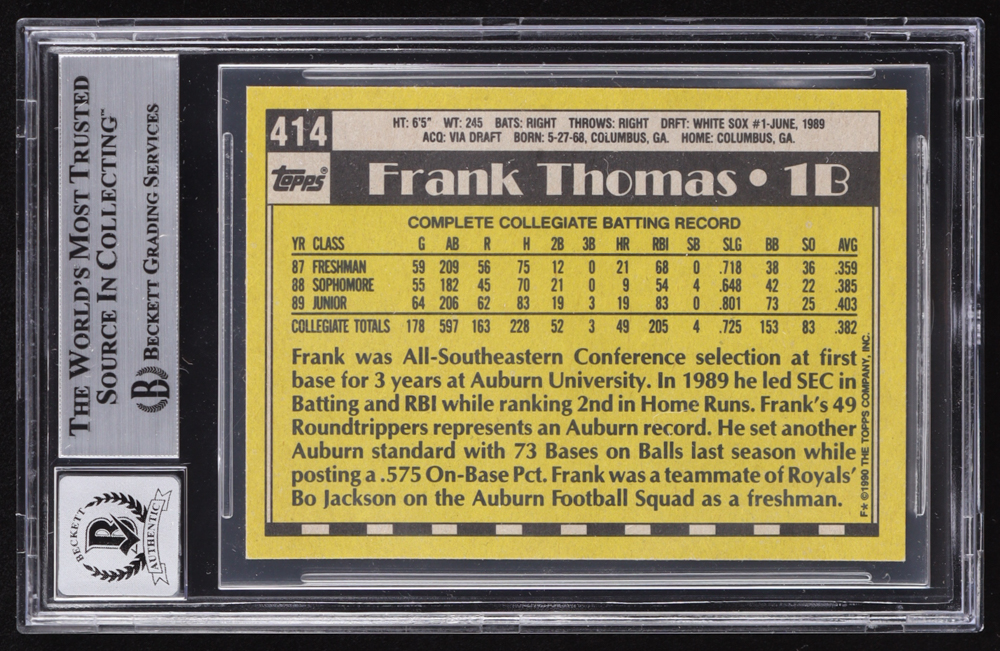 THE WORLD'S MOST TRUSTED
SOURCE IN COLLECTING™
BECKETT GRADING SERVICES
B
BECKETT
B
AUTHENTIC
414
HT: 6'5" WT: 245 BATS: RIGHT THROWS: RIGHT DRFT: WHITE SOX #1-JUNE, 1989
ACQ: VIA DRAFT BORN: 5-27-68, COLUMBUS, GA. HOME: COLUMBUS, GA.
topps®
Frank Thomas • 1B
COMPLETE COLLEGIATE BATTING RECORD
YR CLASS G AB R H 2B 3B HR RBI SB SLG BB SO AVG
87 FRESHMAN 59 209 56 75 12 0 21 68 0 .718 38 36 .359
88 SOPHOMORE 55 182 45 70 21 0 9 54 4 .648 42 22 .385
89 JUNIOR 64 206 62 83 19 3 19 83 0 .801 73 25 .403
COLLEGIATE TOTALS 178 597 163 228 52 3 49 205 4 .725 153 83 .382
Frank was All-Southeastern Conference selection at first
base for 3 years at Auburn University. In 1989 he led SEC in
Batting and RBI while ranking 2nd in Home Runs. Frank's 49
Roundtrippers represents an Auburn record. He set another
Auburn standard with 73 Bases on Balls last season while
posting a .575 On-Base Pct. Frank was a teammate of Royals'
Bo Jackson on the Auburn Football Squad as a freshman.
F* ©1990 THE TOPPS COMPANY, INC.